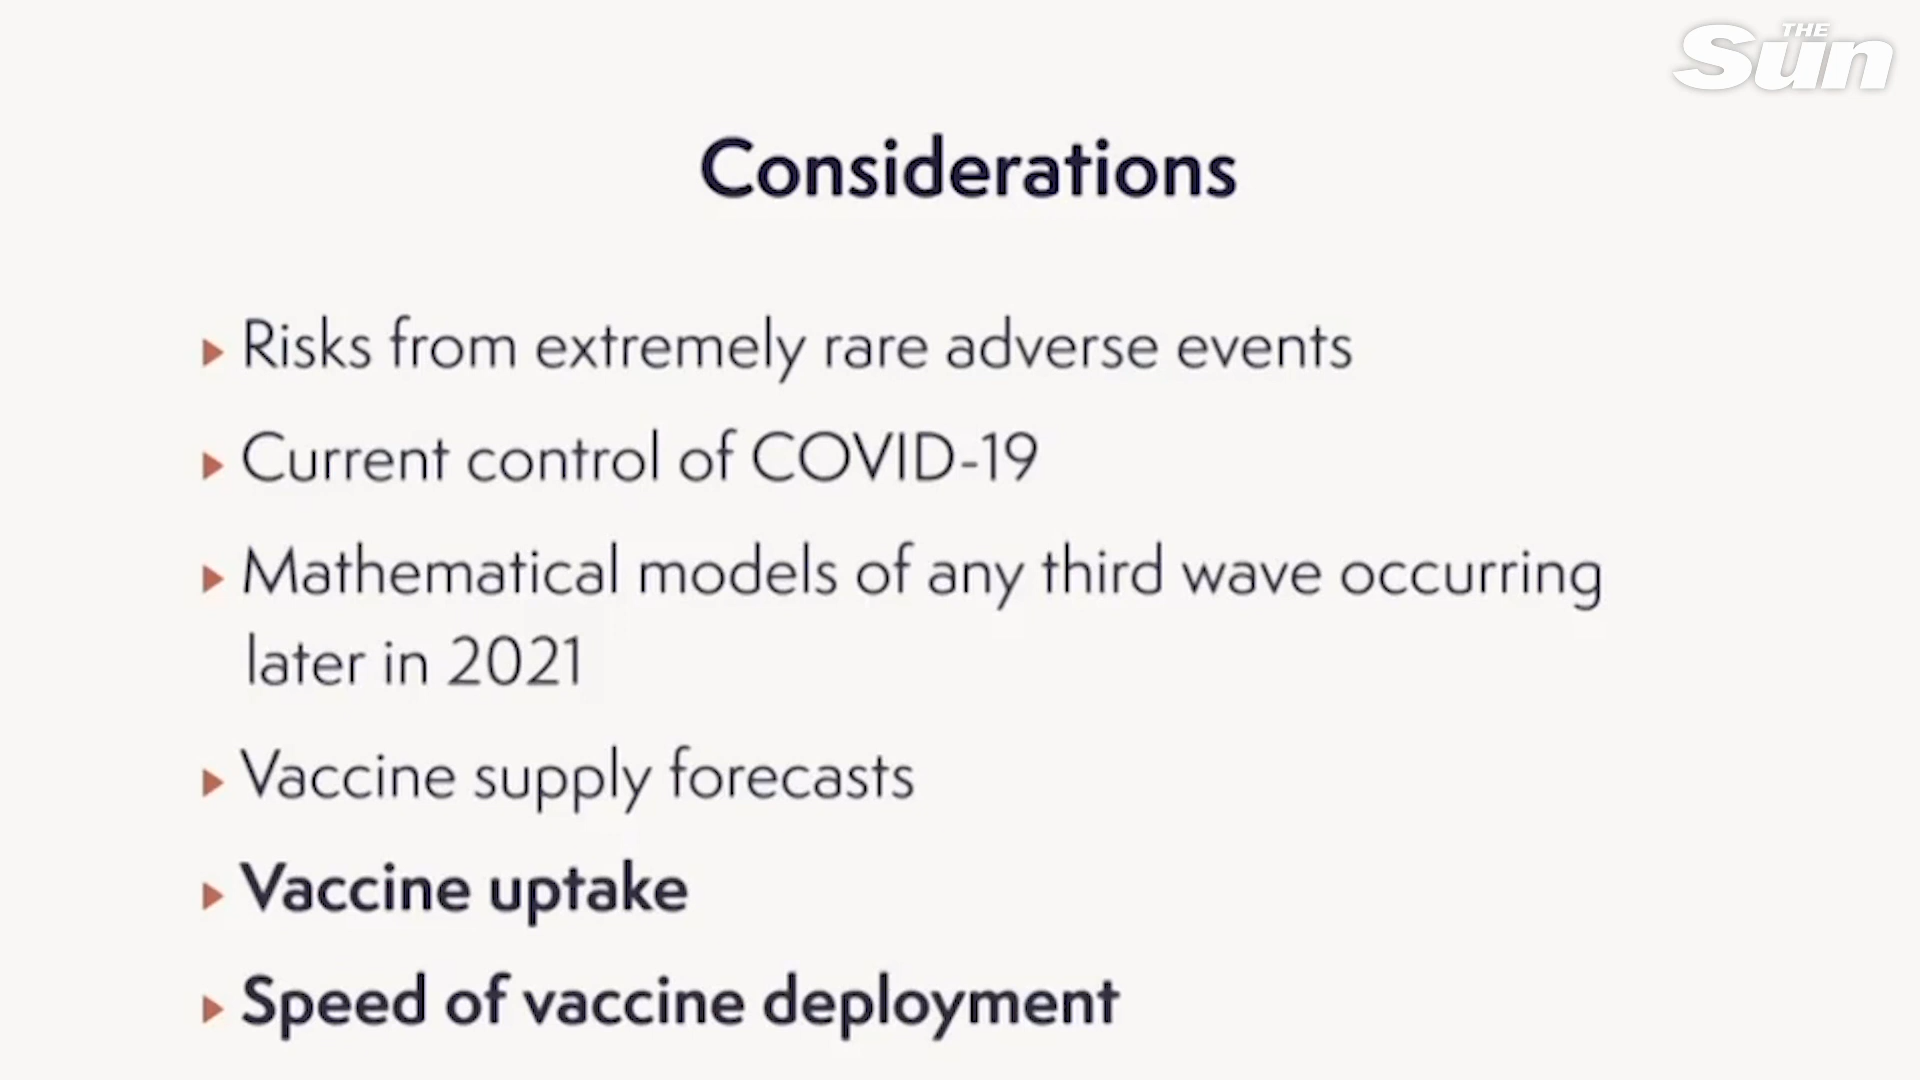 THE
Sun
Considerations
Risks from extremely rare adverse events
Current control of COVID-19
Mathematical models of any third wave occurring
later in 2021
Vaccine supply forecasts
Vaccine uptake
Speed of vaccine deployment